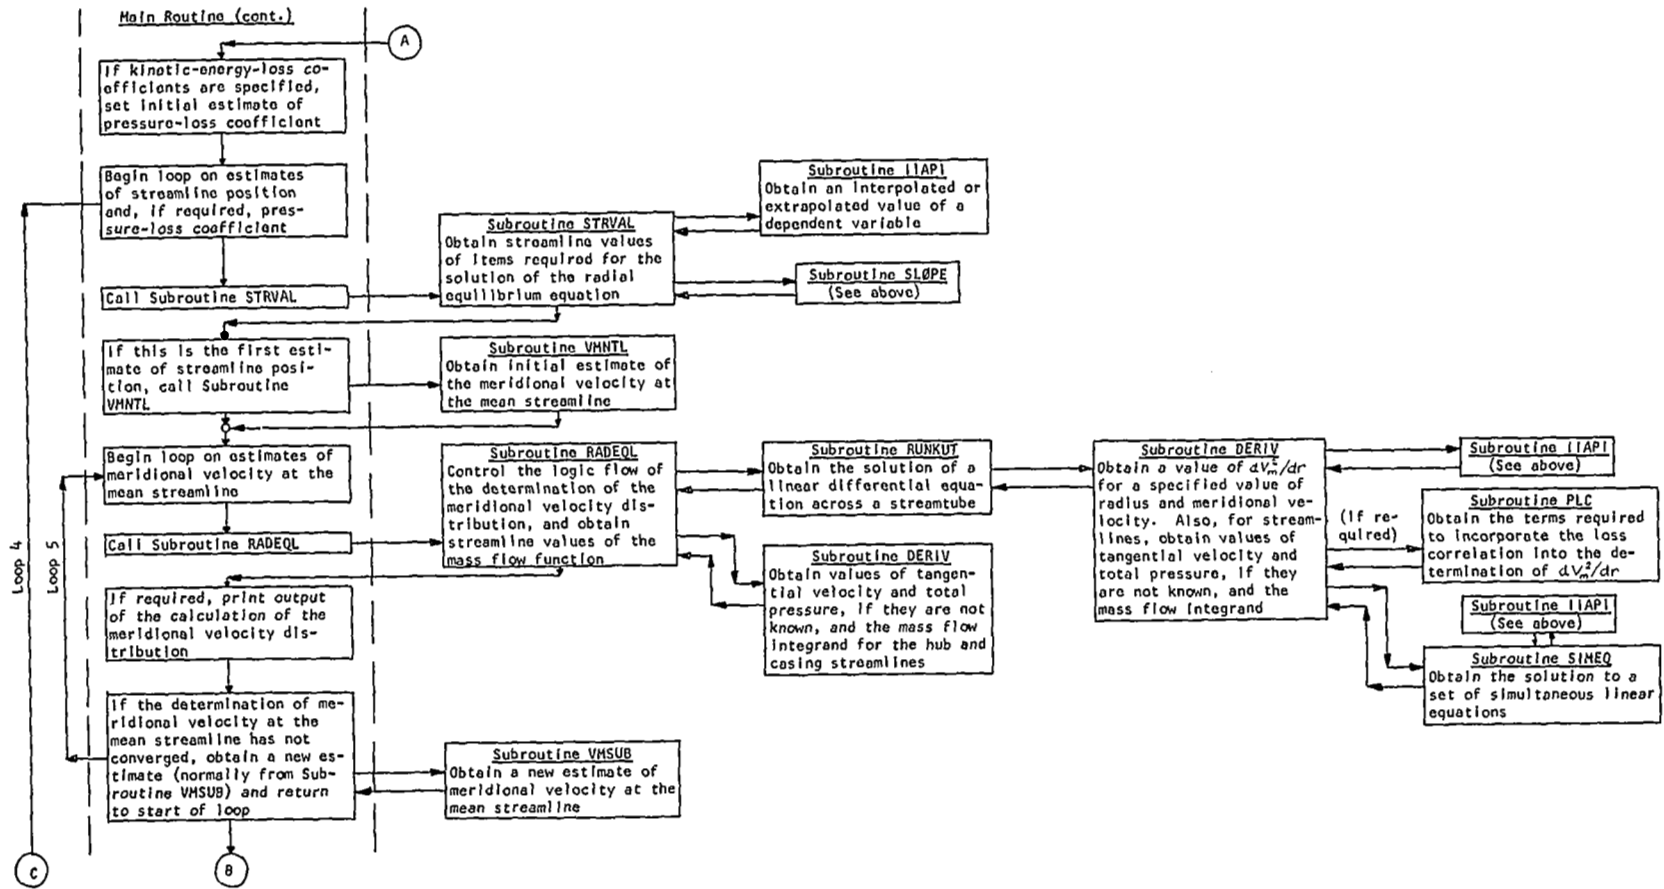 Main Routine (cont.)
A
If kinetic-energy-loss co-
efficients are specified,
set initial estimate of
pressure-loss coefficient
Begin loop on estimates
of streamline position
and, if required, pres-
sure-loss coefficient
Call Subroutine STRVAL
Subroutine STRVAL
Obtain streamline values
of items required for the
solution of the radial
equilibrium equation
Subroutine IIAPI
Obtain an interpolated or
extrapolated value of a
dependent variable
Subroutine SLØPE
(See above)
If this is the first esti-
mate of streamline posi-
tion, call Subroutine
VMNTL
Subroutine VMNTL
Obtain initial estimate of
the meridional velocity at
the mean streamline
Begin loop on estimates of
meridional velocity at the
mean streamline
Call Subroutine RADEQL
Subroutine RADEQL
Control the logic flow of
the determination of the
meridional velocity dis-
tribution, and obtain
streamline values of the
mass flow function
Subroutine RUNKUT
Obtain the solution of a
linear differential equa-
tion across a streamtube
Subroutine DERIV
Obtain values of tangen-
tial velocity and total
pressure, if they are not
known, and the mass flow
integrand for the hub and
casing streamlines
Subroutine DERIV
Obtain a value of dV²m/dr
for a specified value of
radius and meridional ve-
locity. Also, for stream-
lines, obtain values of
tangential velocity and
total pressure, if they
are not known, and the
mass flow integrand
Subroutine IIAPI
(See above)
(If re-
quired)
Subroutine PLC
Obtain the terms required
to incorporate the loss
correlation into the de-
termination of dV²m/dr
Subroutine IIAPI
(See above)
Subroutine SIMEQ
Obtain the solution to a
set of simultaneous linear
equations
If required, print output
of the calculation of the
meridional velocity dis-
tribution
If the determination of me-
ridional velocity at the
mean streamline has not
converged, obtain a new es-
timate (normally from Sub-
routine VMSUB) and return
to start of loop
Subroutine VMSUB
Obtain a new estimate of
meridional velocity at the
mean streamline
Loop 4
Loop 5
C
B